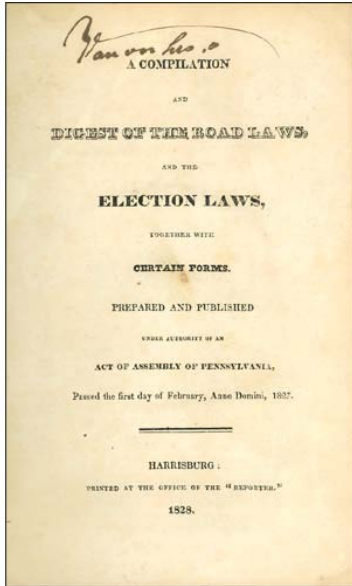 A COMPILATION
AND
DIGEST OF THE ROAD LAWS,
AND THE
ELECTION LAWS,
TOGETHER WITH
CERTAIN FORMS.
PREPARED AND PUBLISHED
UNDER AUTHORITY OF AN
ACT OF ASSEMBLY OF PENNSYLVANIA,
Passed the first day of February, Anno Domini,
HARRISBURG:
PRINTED AT THE OFFICE OF THE "REPORTER."
1828.